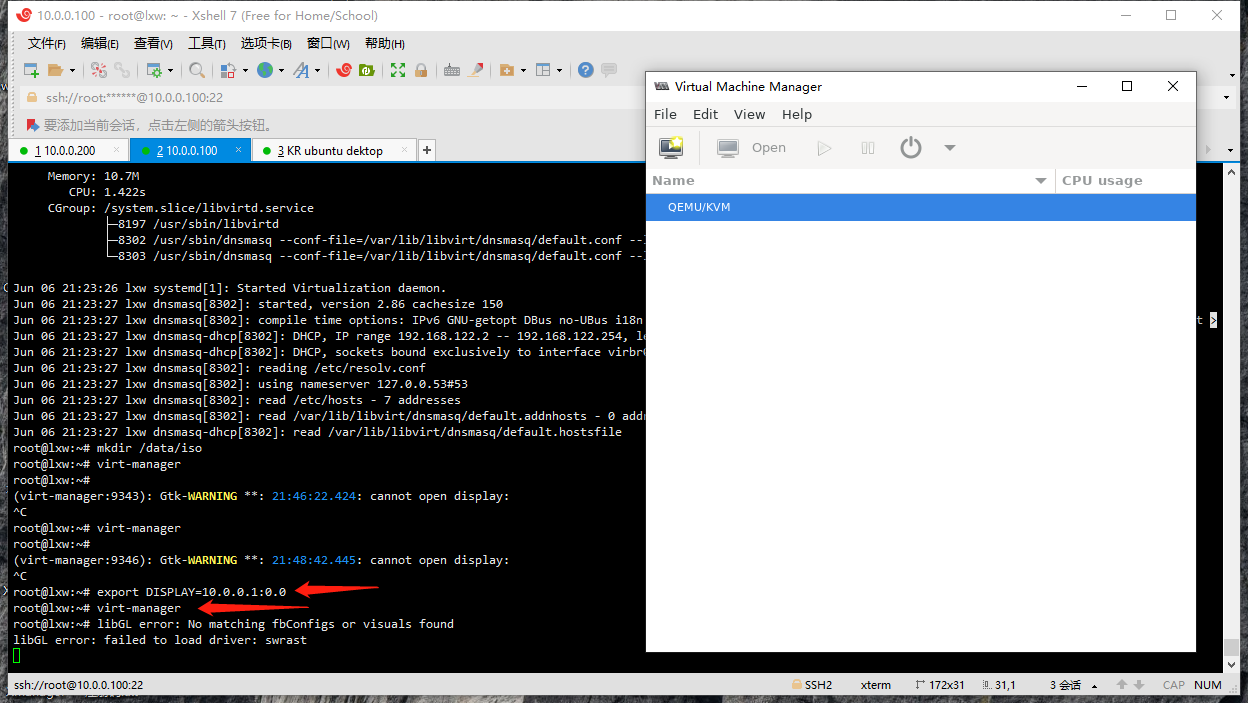 10.0.0.100 - root@lxw: ~ - Xshell 7 (Free for Home/School)
文件(F) 编辑(E) 查看(V) 工具(T) 选项卡(B) 窗口(W) 帮助(H)
ssh://root:******@10.0.0.100:22
要添加当前会话，点击左侧的箭头按钮。
1 10.0.0.200 × 2 10.0.0.100 × 3 KR ubuntu dektop × +
Memory: 10.7M
CPU: 1.422s
CGroup: /system.slice/libvirtd.service
├─8197 /usr/sbin/libvirtd
├─8302 /usr/sbin/dnsmasq --conf-file=/var/lib/libvirt/dnsmasq/default.conf
└─8303 /usr/sbin/dnsmasq --conf-file=/var/lib/libvirt/dnsmasq/default.conf
Jun 06 21:23:26 lxw systemd[1]: Started Virtualization daemon.
Jun 06 21:23:27 lxw dnsmasq[8302]: started, version 2.86 cachesize 150
Jun 06 21:23:27 lxw dnsmasq[8302]: compile time options: IPv6 GNU-getopt DBus no-UBus i18n
Jun 06 21:23:27 lxw dnsmasq-dhcp[8302]: DHCP, IP range 192.168.122.2 -- 192.168.122.254,
Jun 06 21:23:27 lxw dnsmasq-dhcp[8302]: DHCP, sockets bound exclusively to interface
Jun 06 21:23:27 lxw dnsmasq[8302]: reading /etc/resolv.conf
Jun 06 21:23:27 lxw dnsmasq[8302]: using nameserver 127.0.0.53#53
Jun 06 21:23:27 lxw dnsmasq[8302]: read /etc/hosts - 7 addresses
Jun 06 21:23:27 lxw dnsmasq[8302]: read /var/lib/libvirt/dnsmasq/default.addnhosts - 0
Jun 06 21:23:27 lxw dnsmasq-dhcp[8302]: read /var/lib/libvirt/dnsmasq/default.hostsfile
root@lxw:~# mkdir /data/iso
root@lxw:~# virt-manager
root@lxw:~#
(virt-manager:9343): Gtk-WARNING **: 21:46:22.424: cannot open display:
^C
root@lxw:~# virt-manager
root@lxw:~#
(virt-manager:9346): Gtk-WARNING **: 21:48:42.445: cannot open display:
^C
root@lxw:~# export DISPLAY=10.0.0.1:0.0
root@lxw:~# virt-manager
root@lxw:~# libGL error: No matching fbConfigs or visuals found
libGL error: failed to load driver: swrast
Virtual Machine Manager
File Edit View Help
Open
Name CPU usage
QEMU/KVM
ssh://root@10.0.0.100:22 SSH2 xterm 172x31 31,1 3 会话 CAP NUM